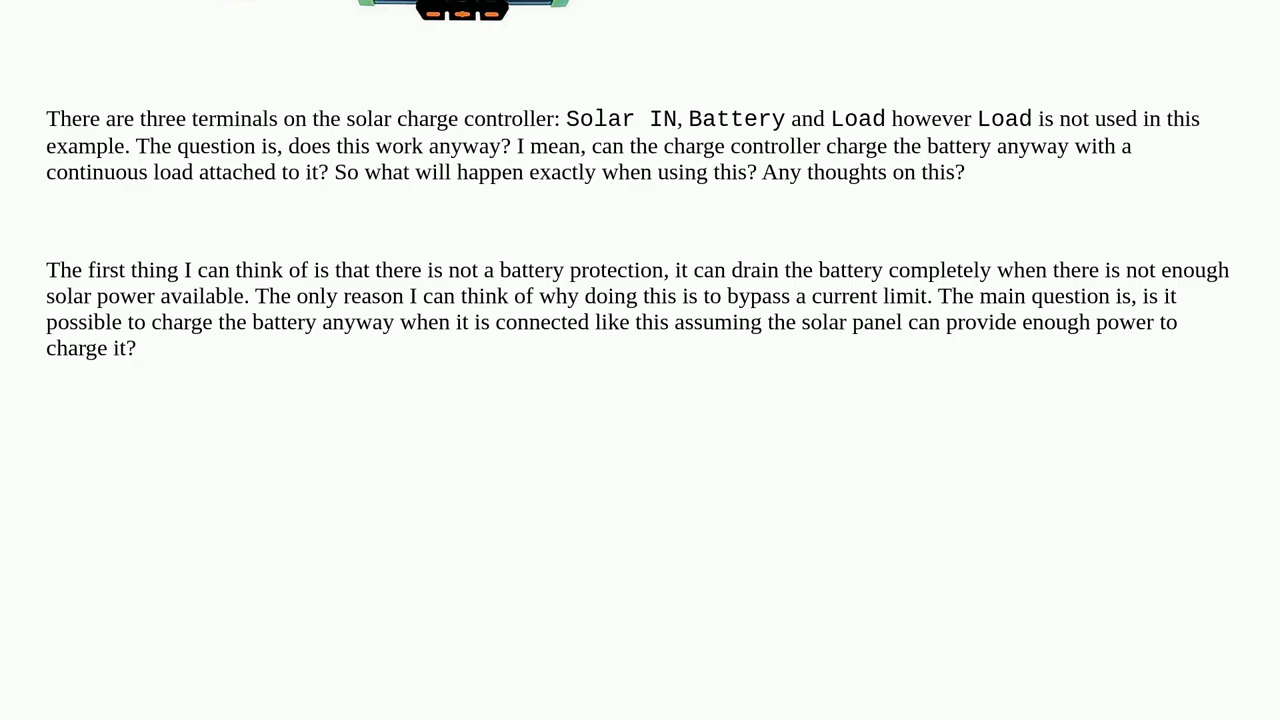 There are three terminals on the solar charge controller: Solar IN, Battery and Load however Load is not used in this
example. The question is, does this work anyway? I mean, can the charge controller charge the battery anyway with a
continuous load attached to it? So what will happen exactly when using this? Any thoughts on this?
The first thing I can think of is that there is not a battery protection, it can drain the battery completely when there is not enough
solar power available. The only reason I can think of why doing this is to bypass a current limit. The main question is, is it
possible to charge the battery anyway when it is connected like this assuming the solar panel can provide enough power to
charge it?